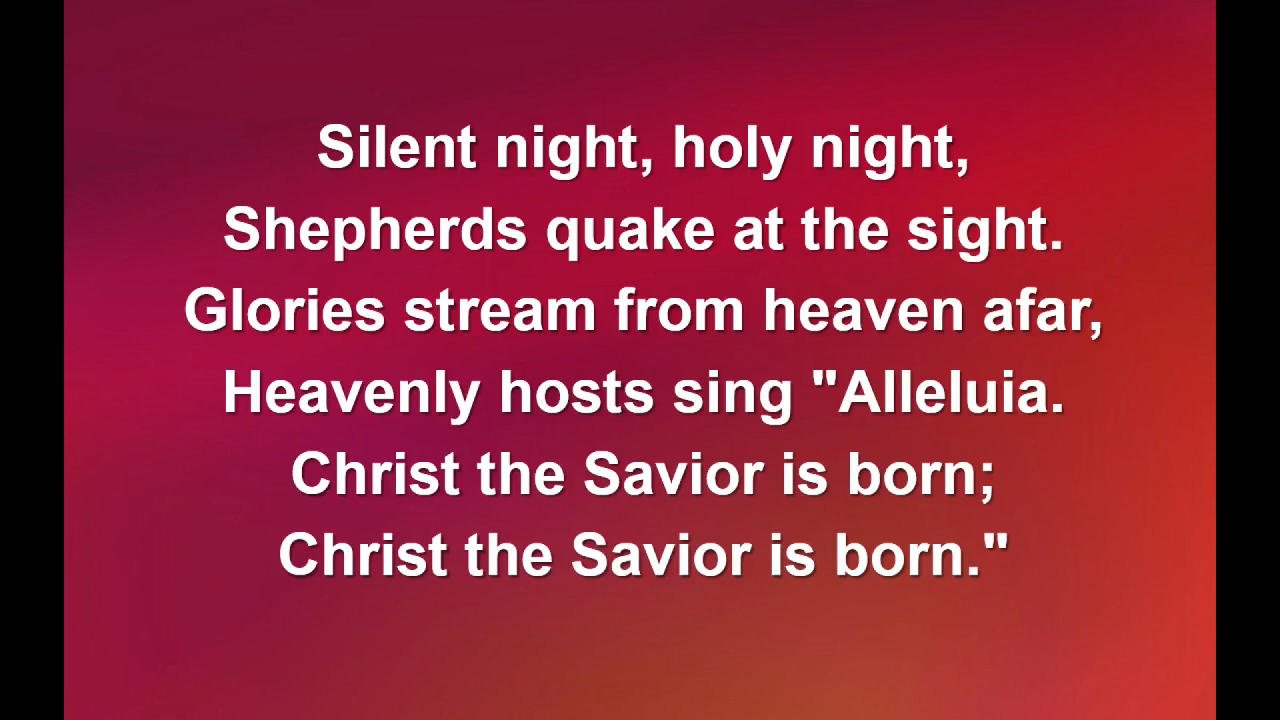 Silent night, holy night,
Shepherds quake at the sight.
Glories stream from heaven afar,
Heavenly hosts sing "Alleluia.
Christ the Savior is born;
Christ the Savior is born."